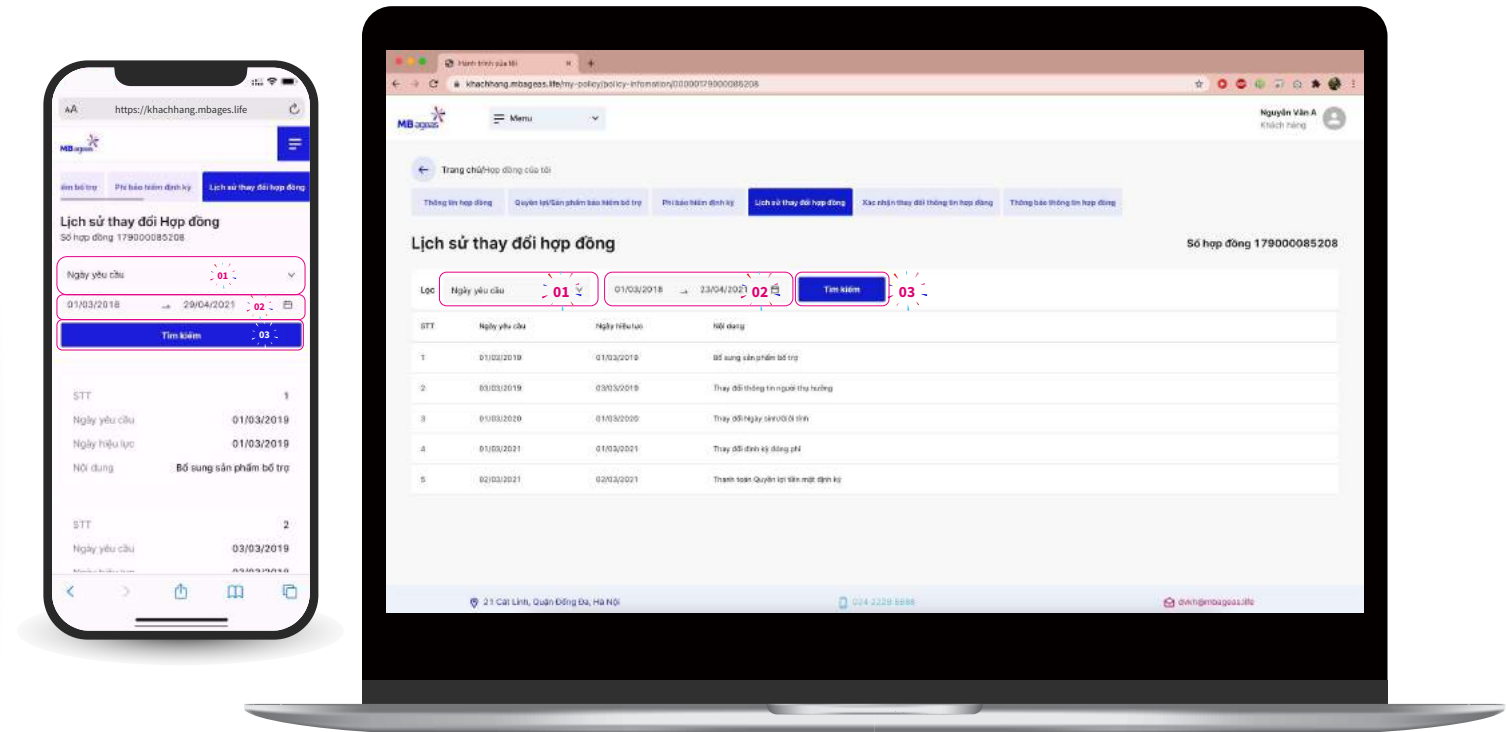 https://khachhang.mbages.life
MB ageas
Phí bảo hiểm định kỳ
Lịch sử thay đổi hợp đồng
Lịch sử thay đổi Hợp đồng
Số hợp đồng 179000085208
Ngày yêu cầu
01
01/03/2018 → 29/04/2021
02
Tìm kiếm
03
STT 1
Ngày yêu cầu 01/03/2019
Ngày hiệu lực 01/03/2019
Nội dung Bổ sung sản phẩm bổ trợ
STT 2
Ngày yêu cầu 03/03/2019
Hành trình của tôi
khachhang.mbageas.life/my-policy/policy-infomation/00000179000085208
MB ageas
Menu
Nguyễn Văn A
Khách hàng
Trang chủ/Hợp đồng của tôi
Thông tin hợp đồng
Quyền lợi/Sản phẩm bảo hiểm bổ trợ
Phí bảo hiểm định kỳ
Lịch sử thay đổi hợp đồng
Xác nhận thay đổi thông tin hợp đồng
Thông báo thông tin hợp đồng
Lịch sử thay đổi hợp đồng
Số hợp đồng 179000085208
Lọc
Ngày yêu cầu
01
01/03/2018 → 23/04/2021
02
Tìm kiếm
03
STT Ngày yêu cầu Ngày hiệu lực Nội dung
1 01/03/2019 01/03/2019 Bổ sung sản phẩm bổ trợ
2 03/03/2019 03/03/2019 Thay đổi thông tin người thụ hưởng
3 01/03/2020 01/03/2020 Thay đổi Ngày sinh/Giới tính
4 01/03/2021 01/03/2021 Thay đổi định kỳ đóng phí
5 02/03/2021 02/03/2021 Thanh toán Quyền lợi tiền mặt định kỳ
21 Cát Linh, Quận Đống Đa, Hà Nội
024 2229 8888
dvkh@mbageas.life